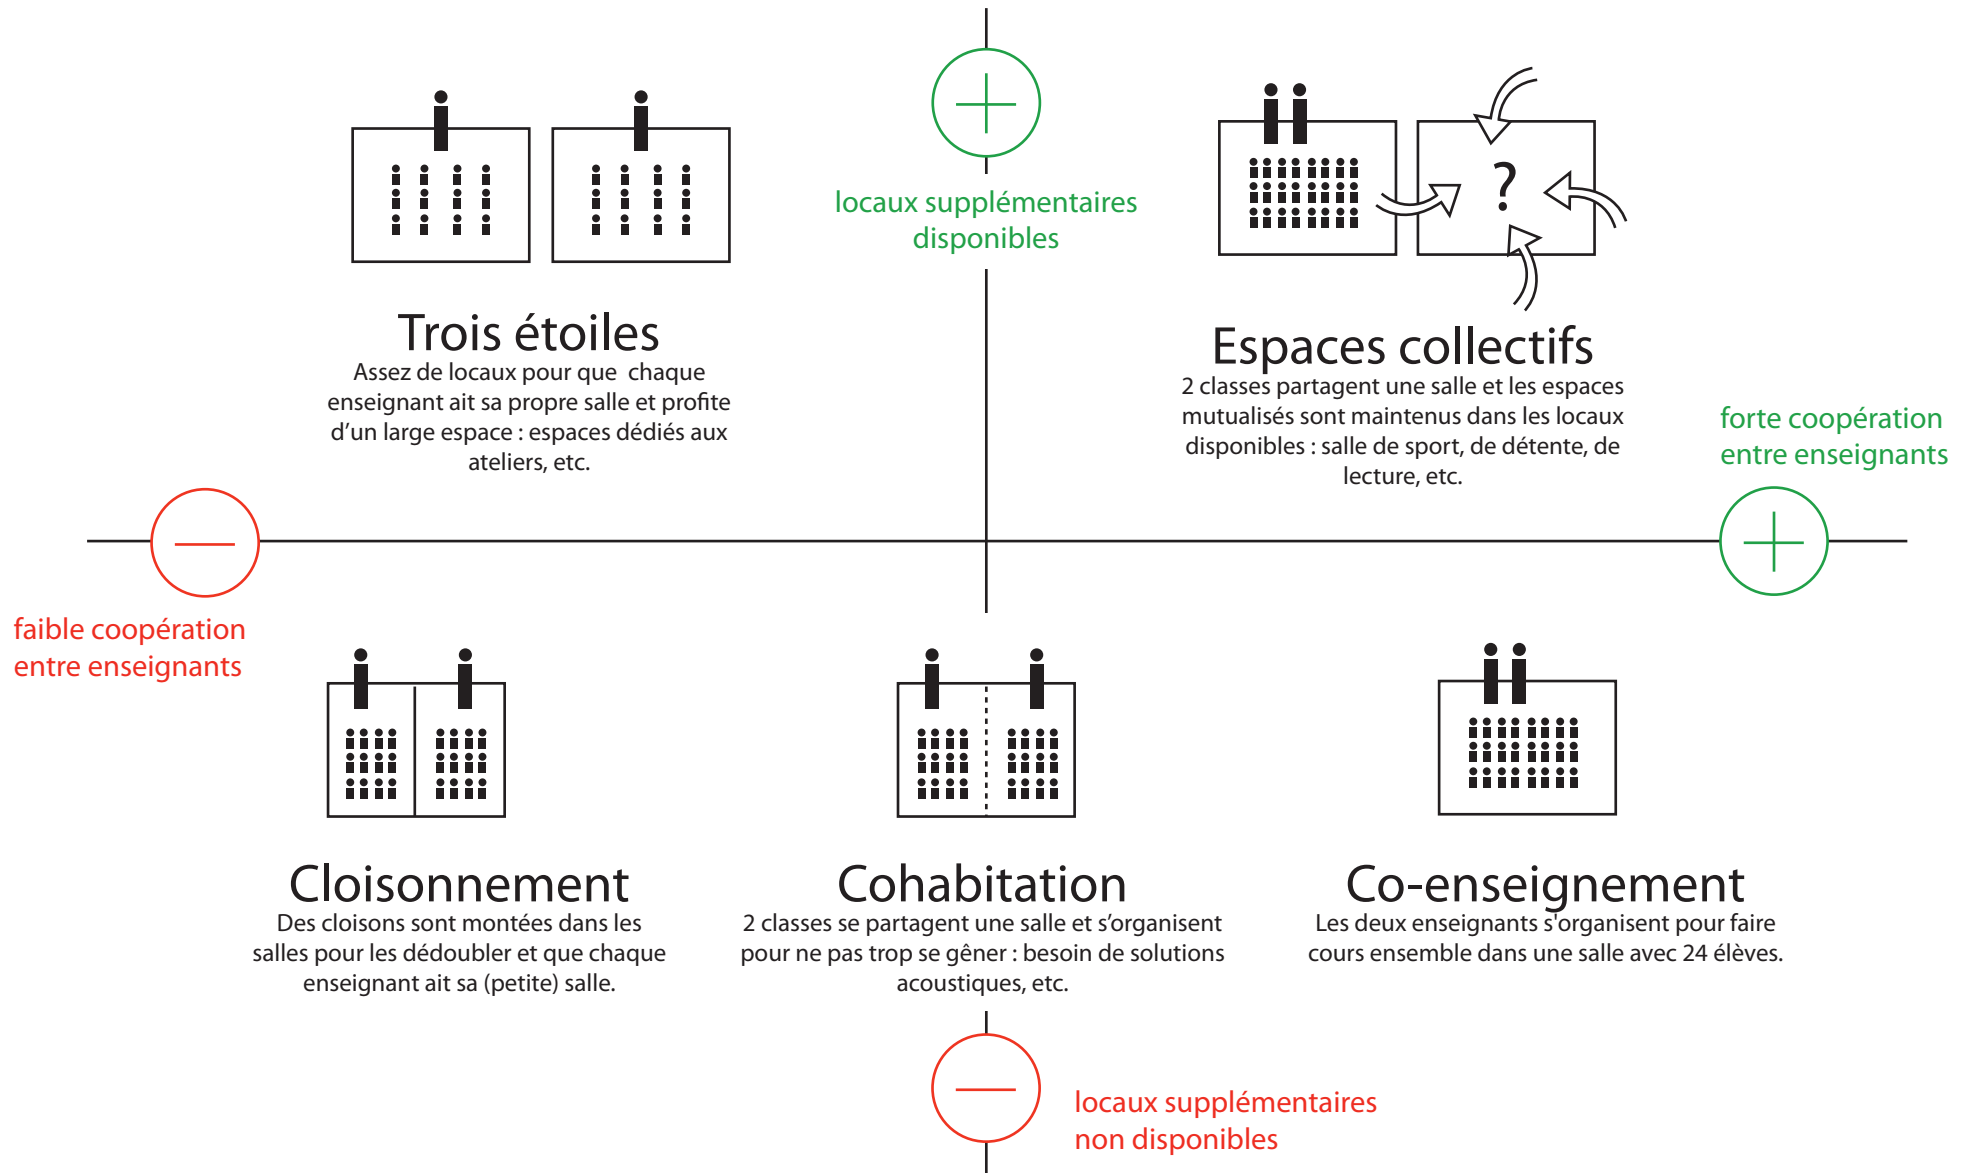 locaux supplémentaires
disponibles
Trois étoiles
Assez de locaux pour que chaque
enseignant ait sa propre salle et profite
d’un large espace : espaces dédiés aux
ateliers, etc.
?
Espaces collectifs
2 classes partagent une salle et les espaces
mutualisés sont maintenus dans les locaux
disponibles : salle de sport, de détente, de
lecture, etc.
forte coopération
entre enseignants
faible coopération
entre enseignants
Cloisonnement
Des cloisons sont montées dans les
salles pour les dédoubler et que chaque
enseignant ait sa (petite) salle.
Cohabitation
2 classes se partagent une salle et s’organisent
pour ne pas trop se gêner : besoin de solutions
acoustiques, etc.
Co-enseignement
Les deux enseignants s'organisent pour faire
cours ensemble dans une salle avec 24 élèves.
locaux supplémentaires
non disponibles